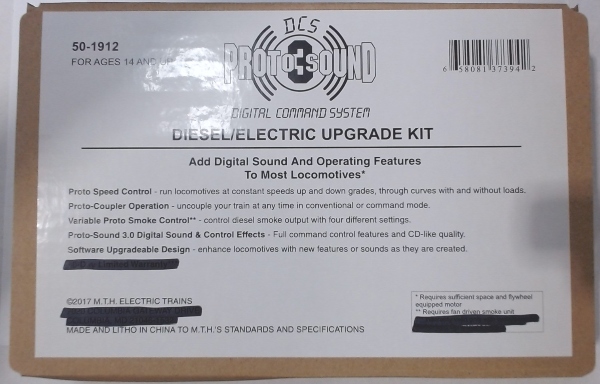 DCS
50-1912
FOR AGES 14 AND UP
PROTO:SOUND 3
6 58081 37394 2
DIGITAL COMMAND SYSTEM
DIESEL/ELECTRIC UPGRADE KIT
Add Digital Sound And Operating Features
To Most Locomotives*
Proto Speed Control - run locomotives at constant speeds up and down grades, through curves with and without loads.
Proto-Coupler Operation - uncouple your train at any time in conventional or command mode.
Variable Proto Smoke Control** - control diesel smoke output with four different settings.
Proto-Sound 3.0 Digital Sound & Control Effects - Full command control features and CD-like quality.
Software Upgradeable Design - enhance locomotives with new features or sounds as they are created.
©2017 M.T.H. ELECTRIC TRAINS
MADE AND LITHO IN CHINA TO M.T.H.'S STANDARDS AND SPECIFICATIONS
* Requires sufficient space and flywheel
equipped motor
** Requires fan driven smoke unit